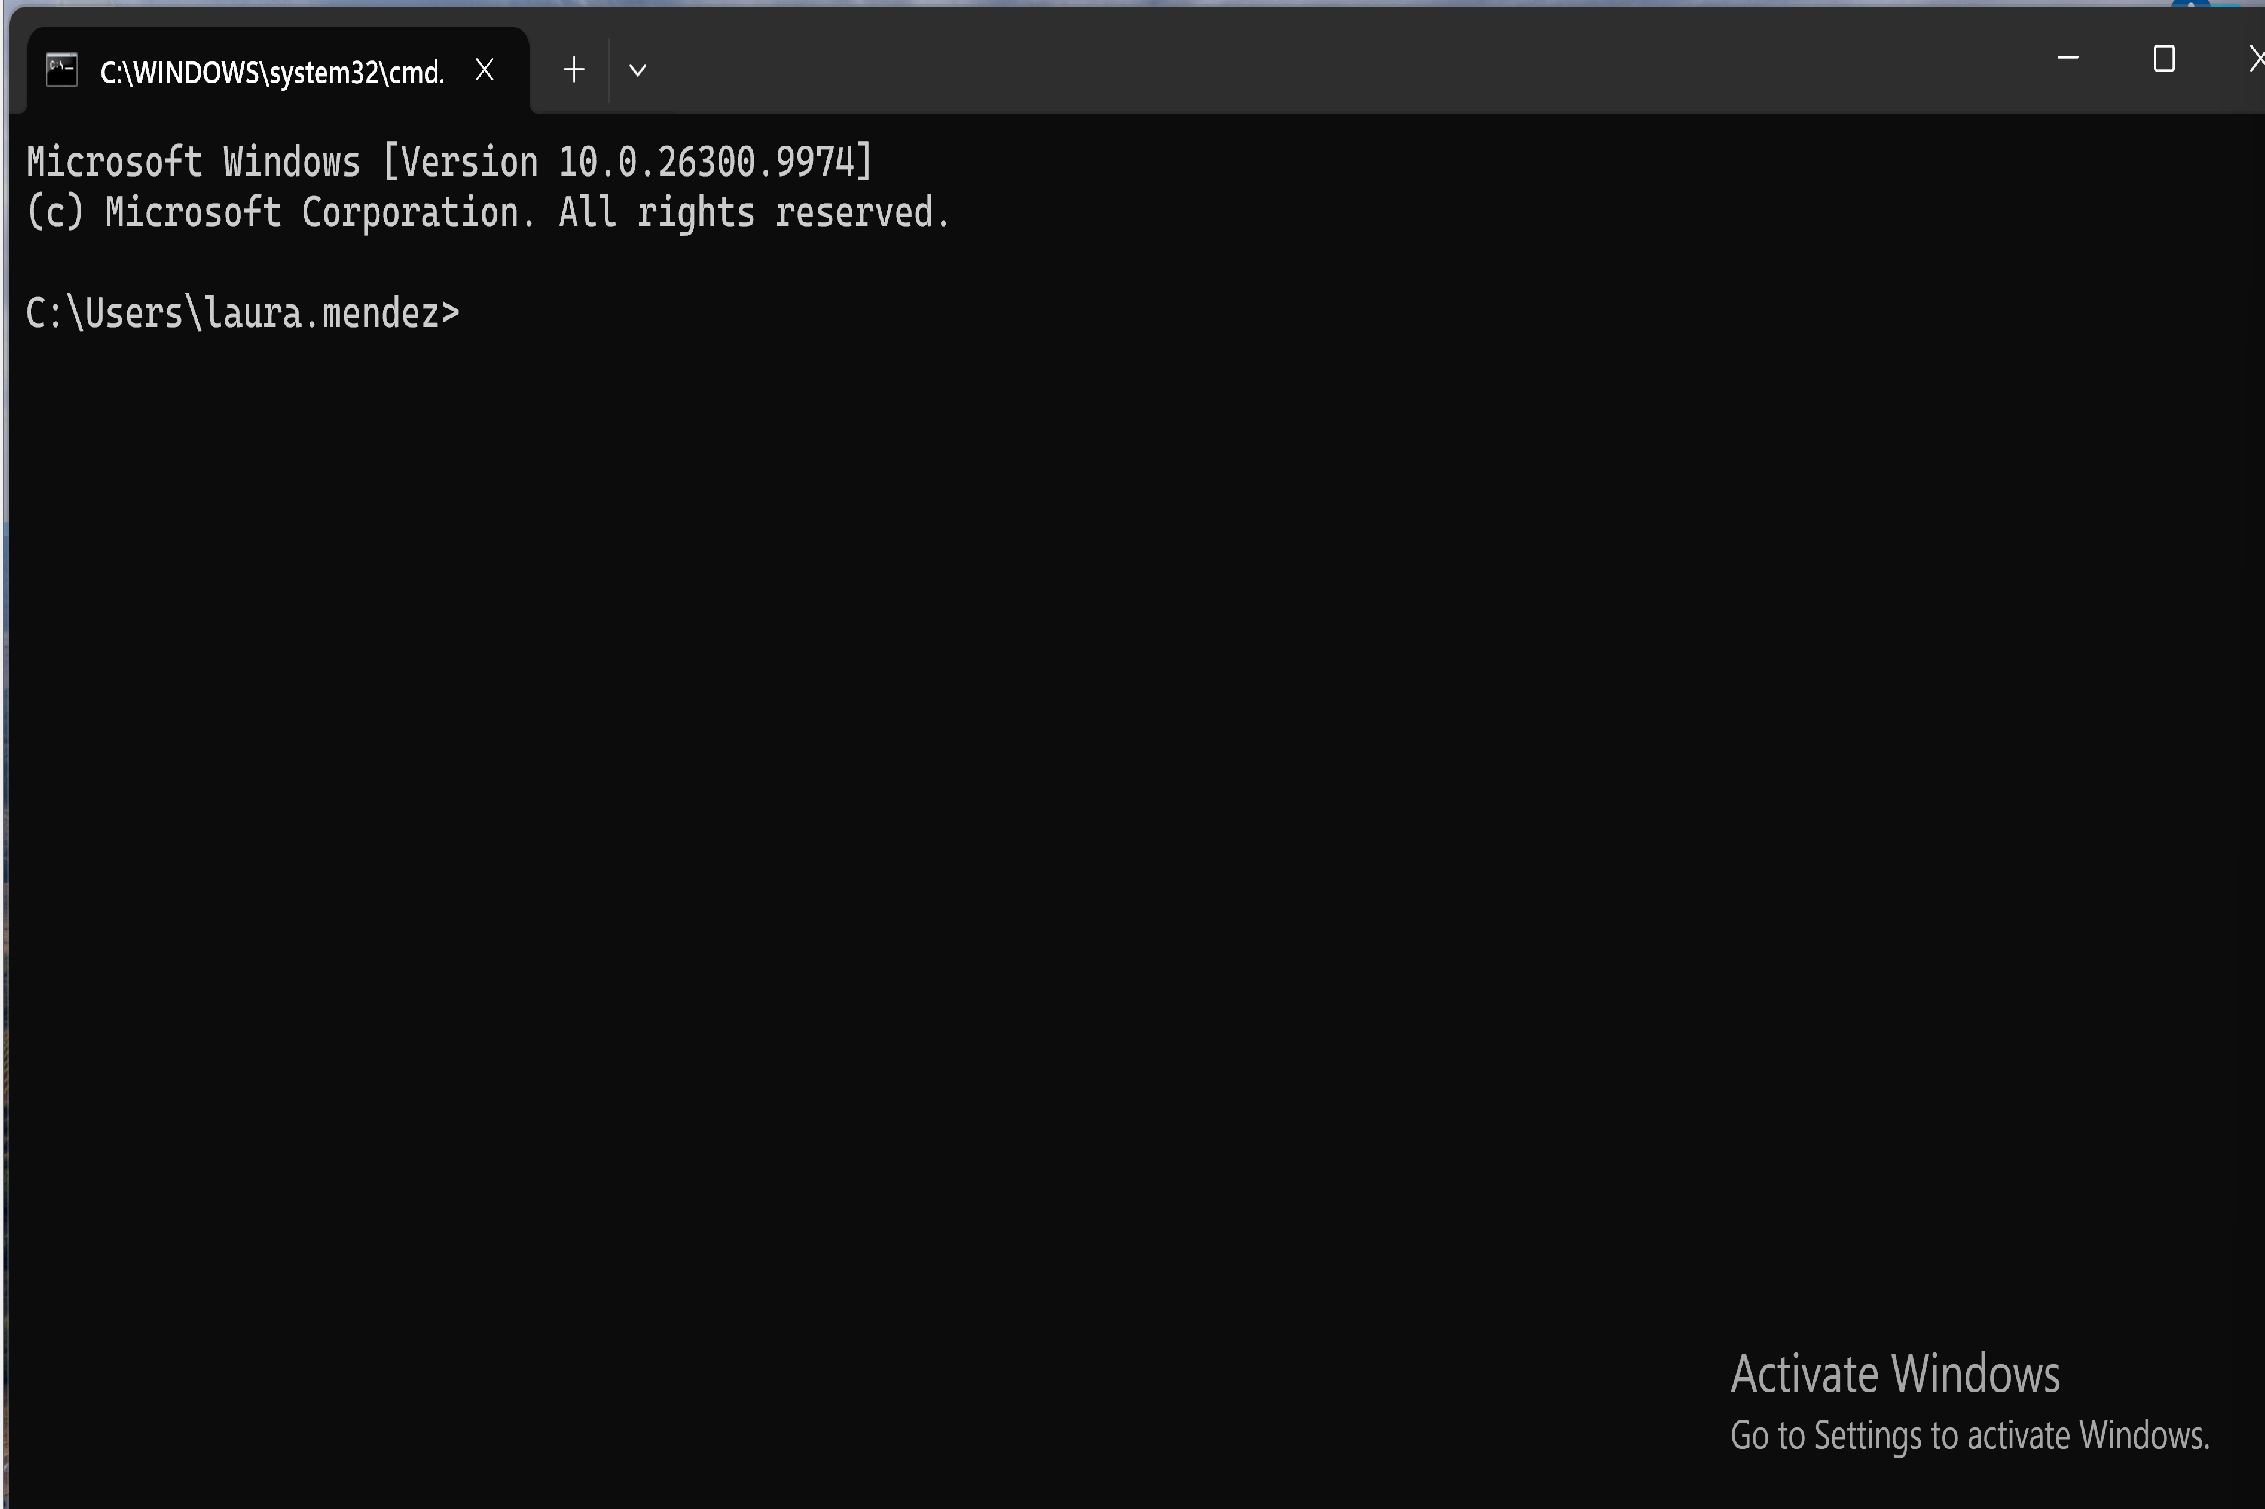 C:\WINDOWS\system32\cmd.
Microsoft Windows [Version 10.0.26300.9974]
(c) Microsoft Corporation. All rights reserved.
C:\Users\laura.mendez>
Activate Windows
Go to Settings to activate Windows.